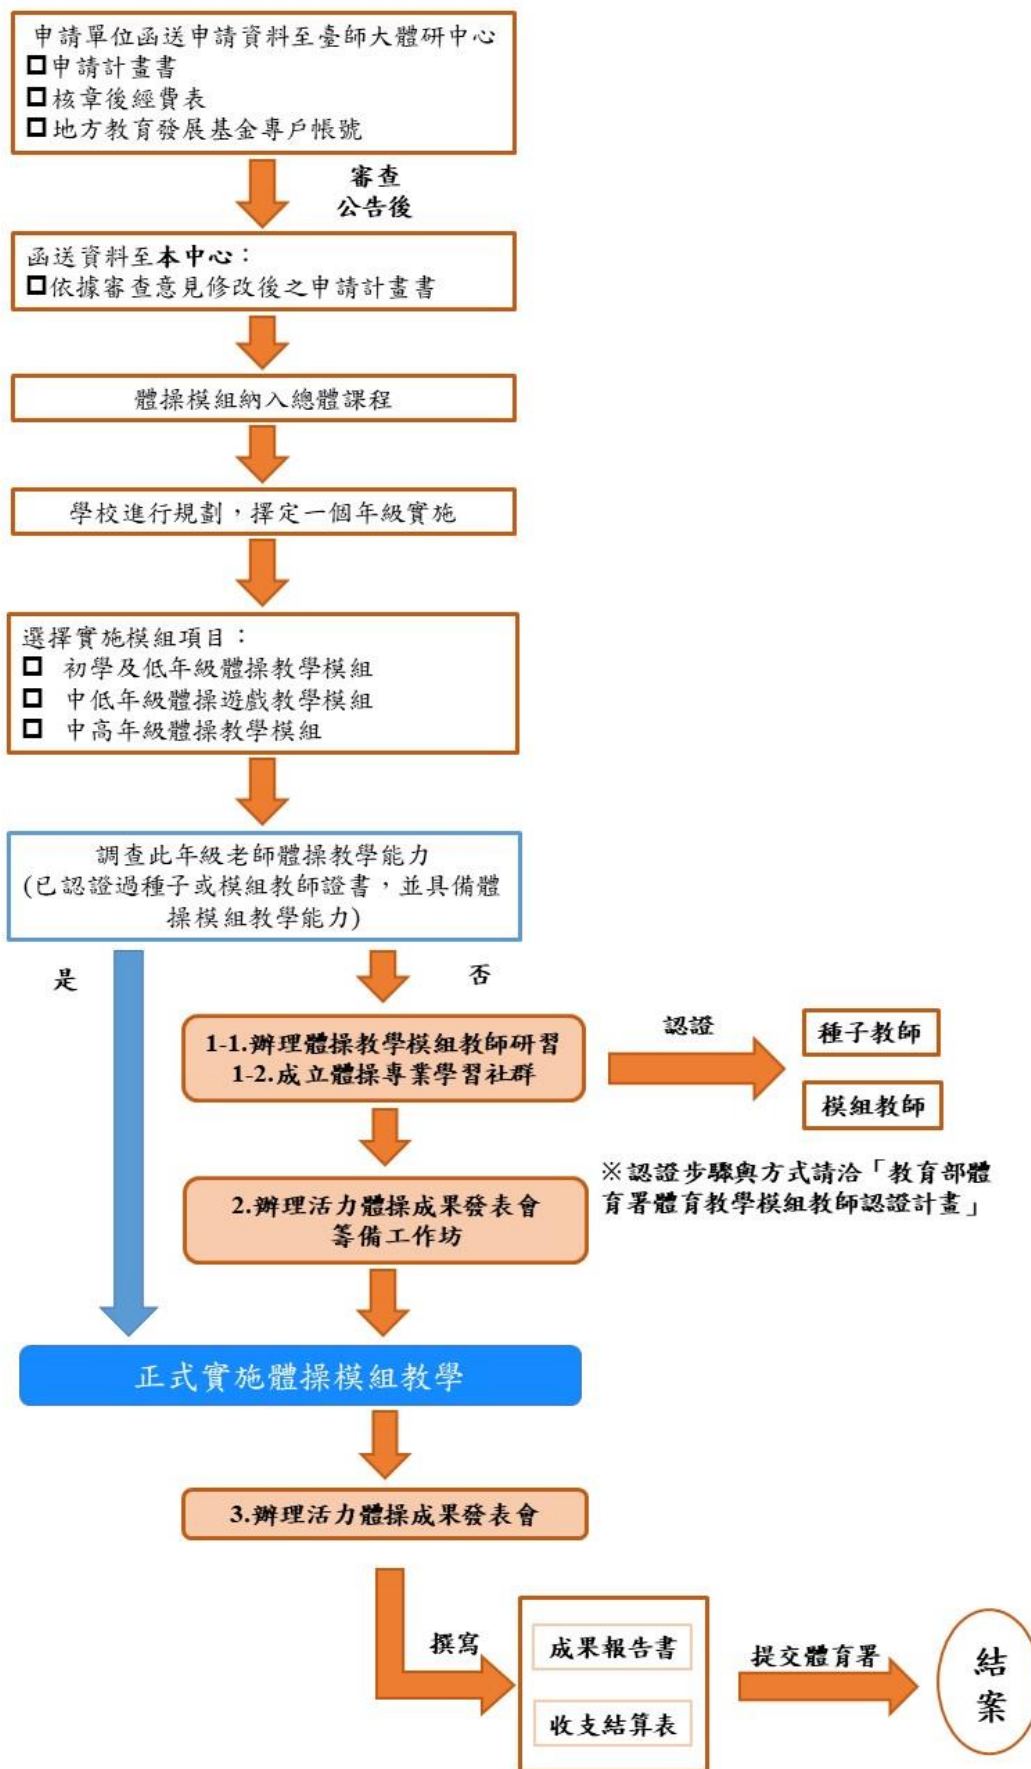 申請單位函送申請資料至臺師大體研中心
申請計畫書
核章後經費表
地方教育發展基金專戶帳號
審查
公告後
函送資料至本中心：
依據審查意見修改後之申請計畫書
體操模組納入總體課程
學校進行規劃，擇定一個年級實施
選擇實施模組項目：
初學及低年級體操教學模組
中低年級體操遊戲教學模組
中高年級體操教學模組
調查此年級老師體操教學能力
(已認證過種子或模組教師證書，並具備體
操模組教學能力)
是
否
1-1.辦理體操教學模組教師研習
1-2.成立體操專業學習社群
認證
種子教師
模組教師
※認證步驟與方式請洽「教育部體
育署體育教學模組教師認證計畫」
2.辦理活力體操成果發表會
籌備工作坊
正式實施體操模組教學
3.辦理活力體操成果發表會
撰寫
成果報告書
收支結算表
提交體育署
結
案